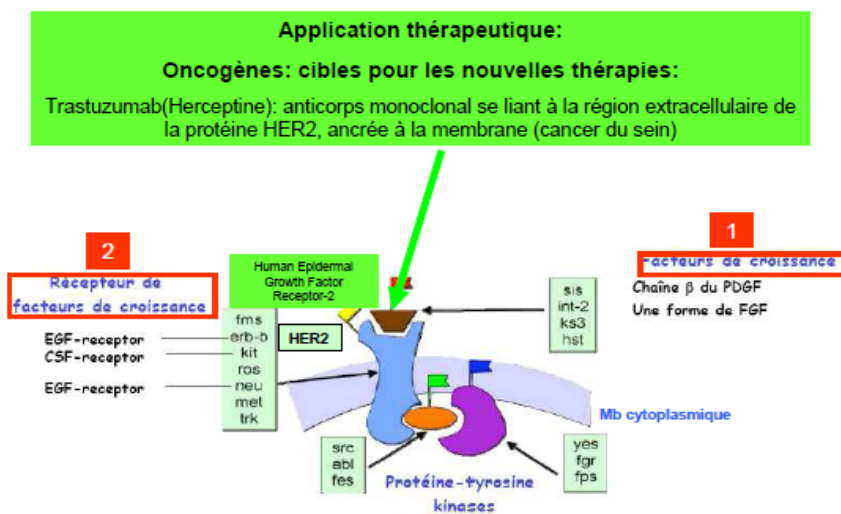 Application thérapeutique:
Oncogènes: cibles pour les nouvelles thérapies:
Trastuzumab(Herceptine): anticorps monoclonal se liant à la région extracellulaire de
la protéine HER2, ancrée à la membrane (cancer du sein)
2
Récepteur de
facteurs de croissance
EGF-receptor
CSF-receptor
EGF-receptor
fms
erb-b
kit
ros
neu
met
trk
Human Epidermal
Growth Factor
Receptor-2
HER2
sis
int-2
ks3
hst
1
Facteurs de croissance
Chaîne β du PDGF
Une forme de FGF
Mb cytoplasmique
src
abl
fes
Protéine-tyrosine
kinases
yes
fgr
fps